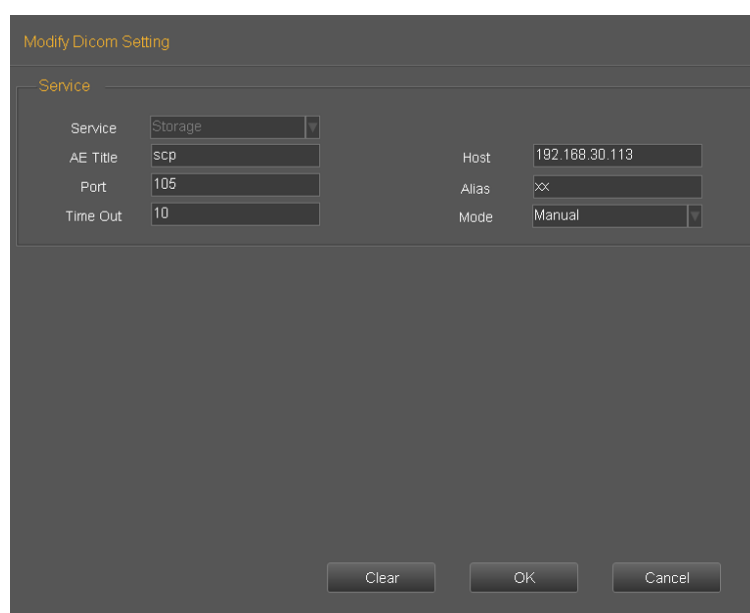 Modify Dicom Setting
Service
Service Storage
AE Title scp Host 192.168.30.113
Port 105 Alias xx
Time Out 10 Mode Manual
Clear OK Cancel